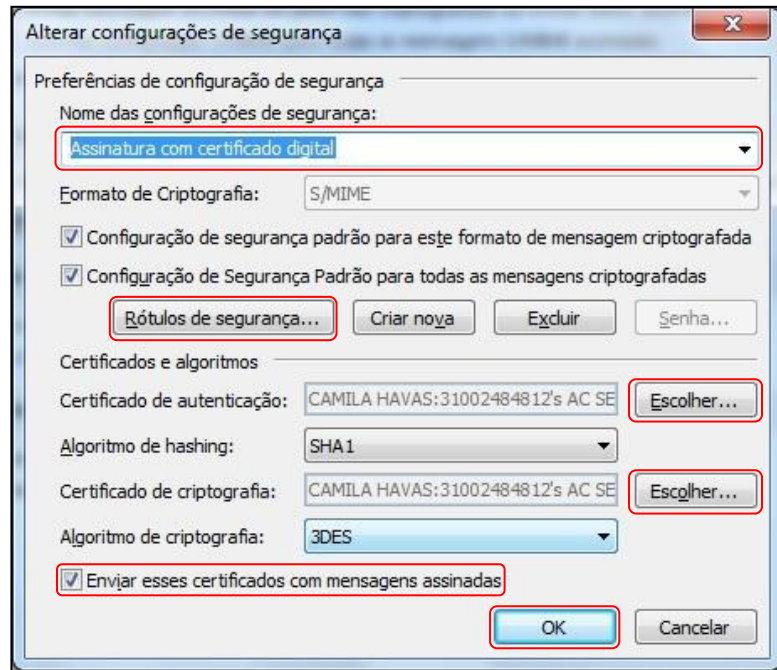 Alterar configurações de segurança
Preferências de configuração de segurança
Nome das configurações de segurança:
Assinatura com certificado digital
Formato de Criptografia: S/MIME
Configuração de segurança padrão para este formato de mensagem criptografada
Configuração de Segurança Padrão para todas as mensagens criptografadas
Rótulos de segurança... Criar nova Excluir Senha...
Certificados e algoritmos
Certificado de autenticação: CAMILA HAVAS:31002484812's AC SE Escolher...
Algoritmo de hashing: SHA1
Certificado de criptografia: CAMILA HAVAS:31002484812's AC SE Escolher...
Algoritmo de criptografia: 3DES
Enviar esses certificados com mensagens assinadas
OK Cancelar